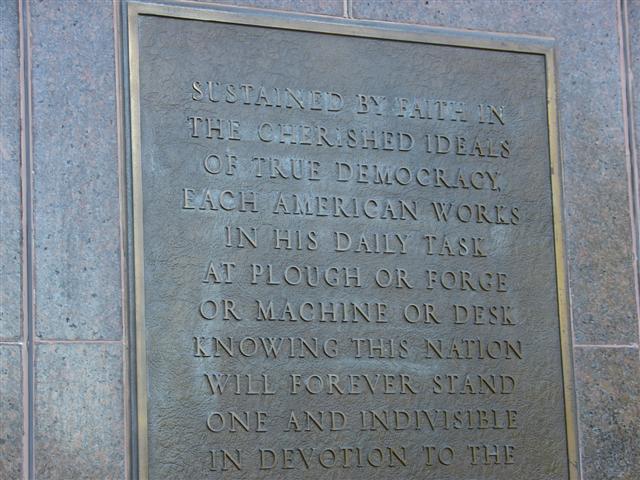 SUSTAINED BY FAITH IN
THE CHERISHED IDEALS
OF TRUE DEMOCRACY,
EACH AMERICAN WORKS
IN HIS DAILY TASK
AT PLOUGH OR FORGE
OR MACHINE OR DESK
KNOWING THIS NATION
WILL FOREVER STAND
ONE AND INDIVISIBLE
IN DEVOTION TO THE